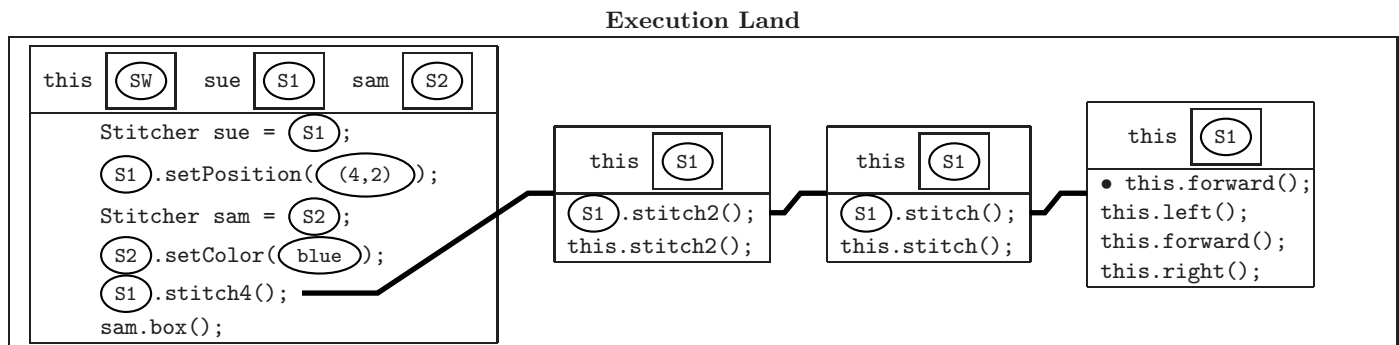 Execution Land
this SW sue S1 sam S2
Stitcher sue = S1;
S1.setPosition((4,2));
Stitcher sam = S2;
S2.setColor(blue);
S1.stitch4();
sam.box();
this S1
S1.stitch2();
this.stitch2();
this S1
S1.stitch();
this.stitch();
this S1
• this.forward();
this.left();
this.forward();
this.right();